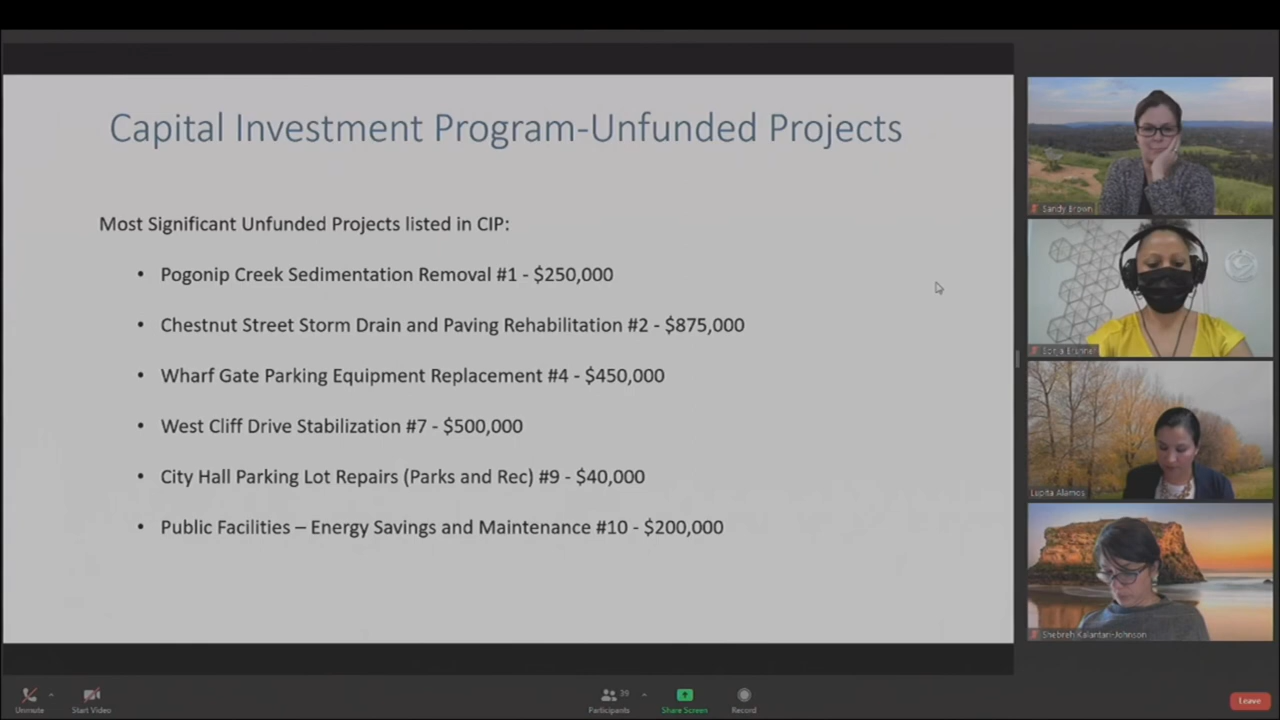 Capital Investment Program-Unfunded Projects
Most Significant Unfunded Projects listed in CIP:
• Pogonip Creek Sedimentation Removal #1 - $250,000
• Chestnut Street Storm Drain and Paving Rehabilitation #2 - $875,000
• Wharf Gate Parking Equipment Replacement #4 - $450,000
• West Cliff Drive Stabilization #7 - $500,000
• City Hall Parking Lot Repairs (Parks and Rec) #9 - $40,000
• Public Facilities – Energy Savings and Maintenance #10 - $200,000
Sandy Brown
Lupita Alamos
Shebreh Kalantari-Johnson
Unmute
Start Video
39
Participants
Share Screen
Record
Leave